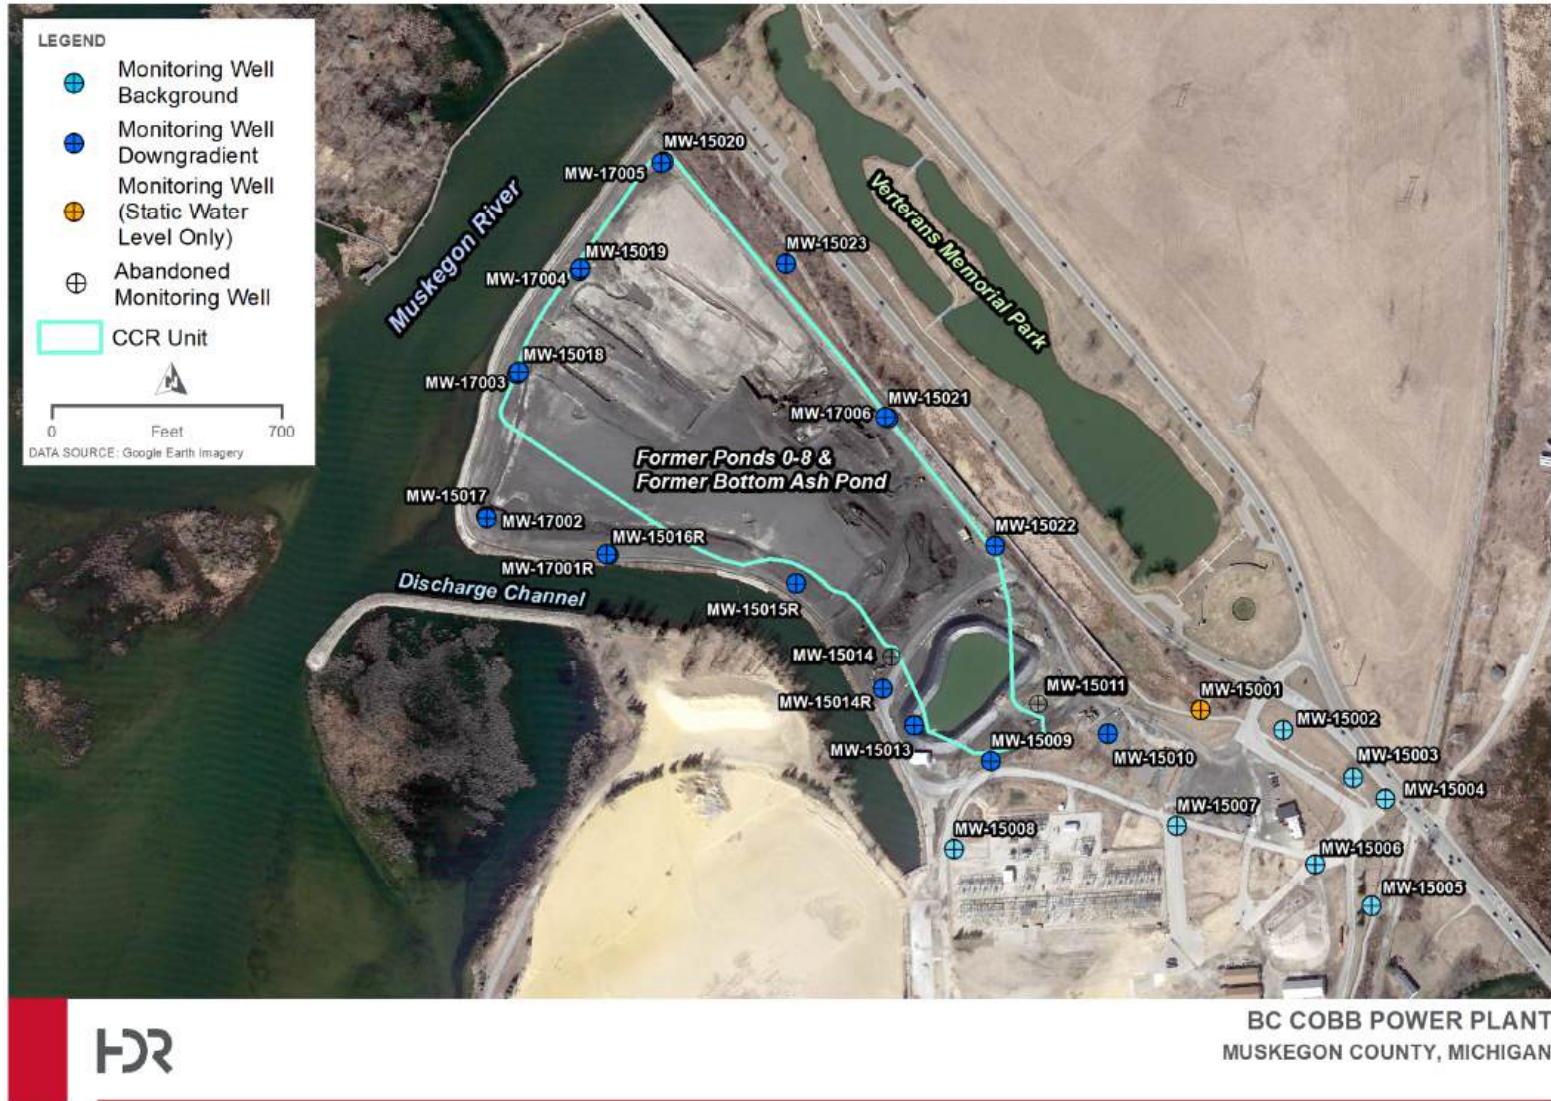 LEGEND
Monitoring Well
Background
Monitoring Well
Downgradient
Monitoring Well
(Static Water
Level Only)
Abandoned
Monitoring Well
CCR Unit
N
0 Feet 700
DATA SOURCE: Google Earth Imagery
MW-15020
MW-17005
Muskegon River
Verterans Memorial Park
MW-15023
MW-15019
MW-17004
MW-15018
MW-17003
MW-15021
MW-17006
Former Ponds 0-8 &
Former Bottom Ash Pond
MW-15017
MW-17002
MW-15022
MW-15016R
MW-17001R
Discharge Channel
MW-15015R
MW-15014
MW-15011
MW-15001
MW-15014R
MW-15002
MW-15013
MW-15009
MW-15010
MW-15003
MW-15004
MW-15007
MW-15008
MW-15006
MW-15005
HDR
BC COBB POWER PLANT
MUSKEGON COUNTY, MICHIGAN